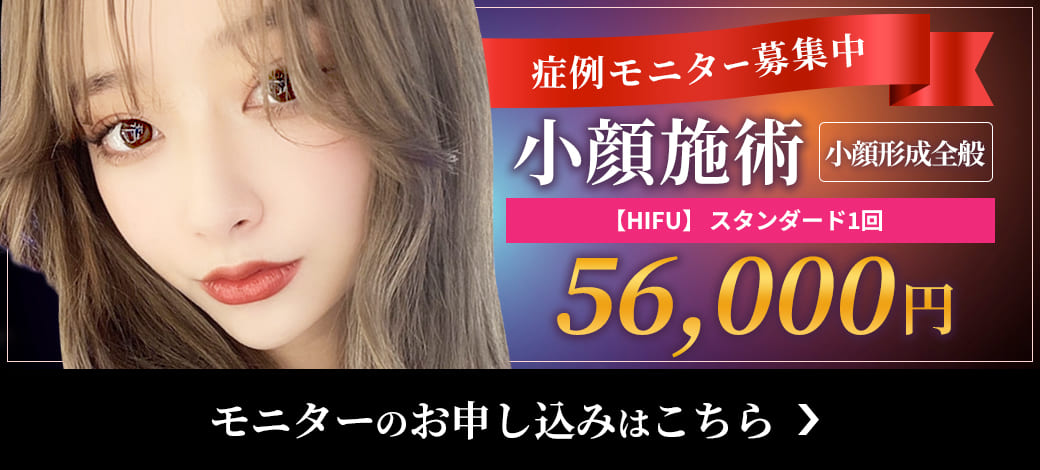 症例モニター募集中
小顔施術
小顔形成全般
【HIFU】 スタンダード1回
56,000円
モニターのお申し込みはこちら ❯